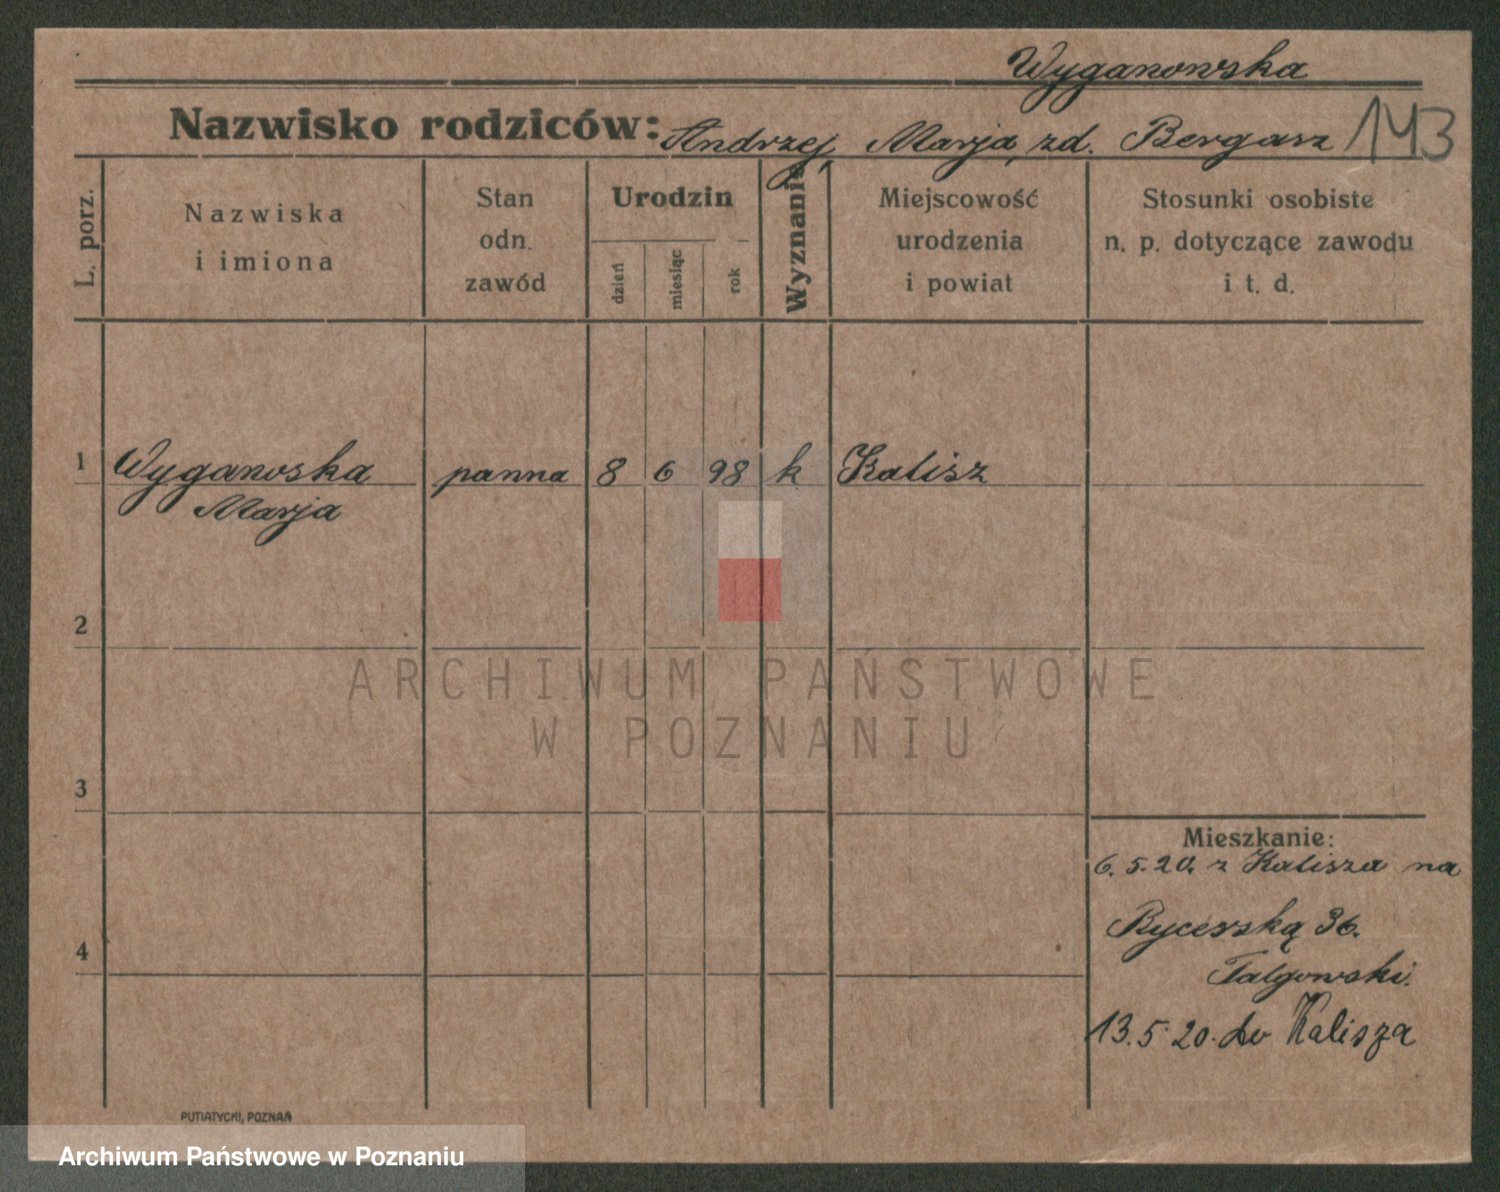 Wyganowska
Nazwisko rodziców: Andrzej, Marja, zd. Bergasz 143
L. porz.
Nazwiska
i imiona
Stan
odn.
zawód
Urodzin
dzień
miesiąc
rok
Wyznanie
Miejscowość
urodzenia
i powiat
Stosunki osobiste
n. p. dotyczące zawodu
i t. d.
1 Wyganoska panna 8 6 98 k Kalisz
Marja
2
ARCHIWUM PAŃSTWOWE
W POZNANIU
3
Mieszkanie:
6. 5. 20. z Kalisza na
Rycerską 36.
4
Talgowski.
13. 5 20. do Kalisza
PUTIATYCKI, POZNAŃ
Archiwum Państwowe w Poznaniu